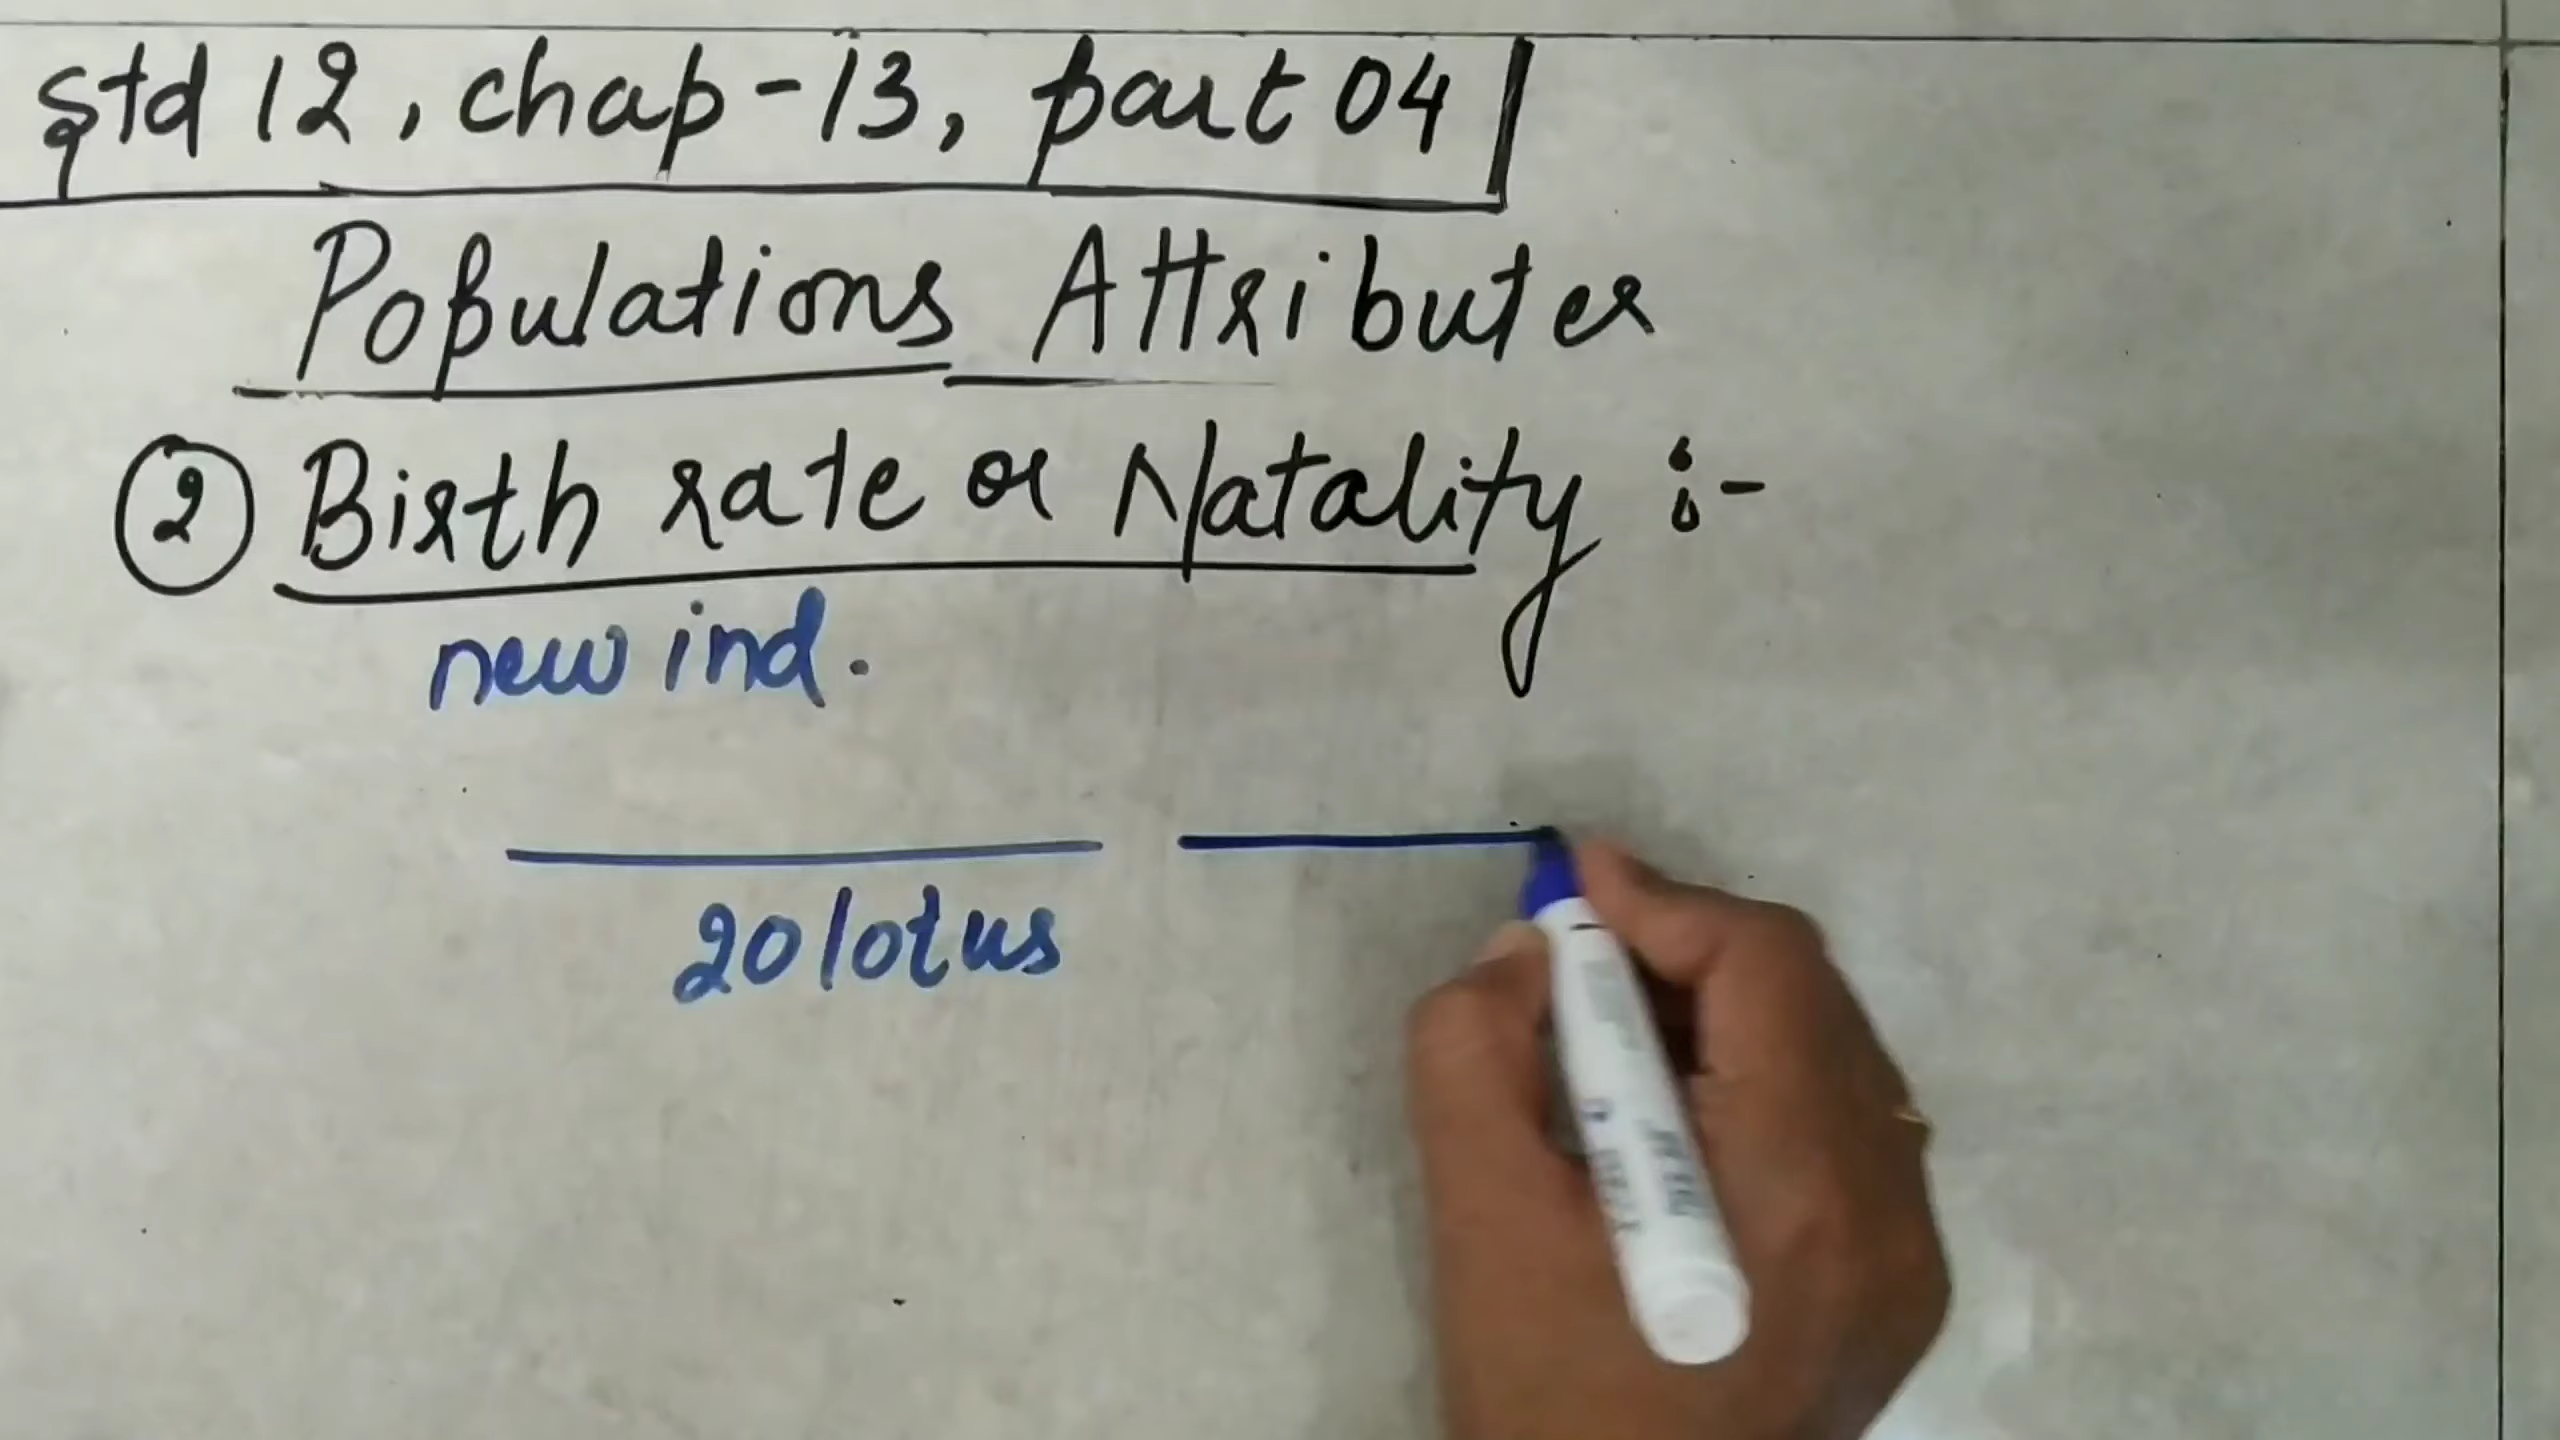 std 12, chap-13, part 04
Populations Attributes
② Birth rate or Natality :-
new ind.
20 lotus